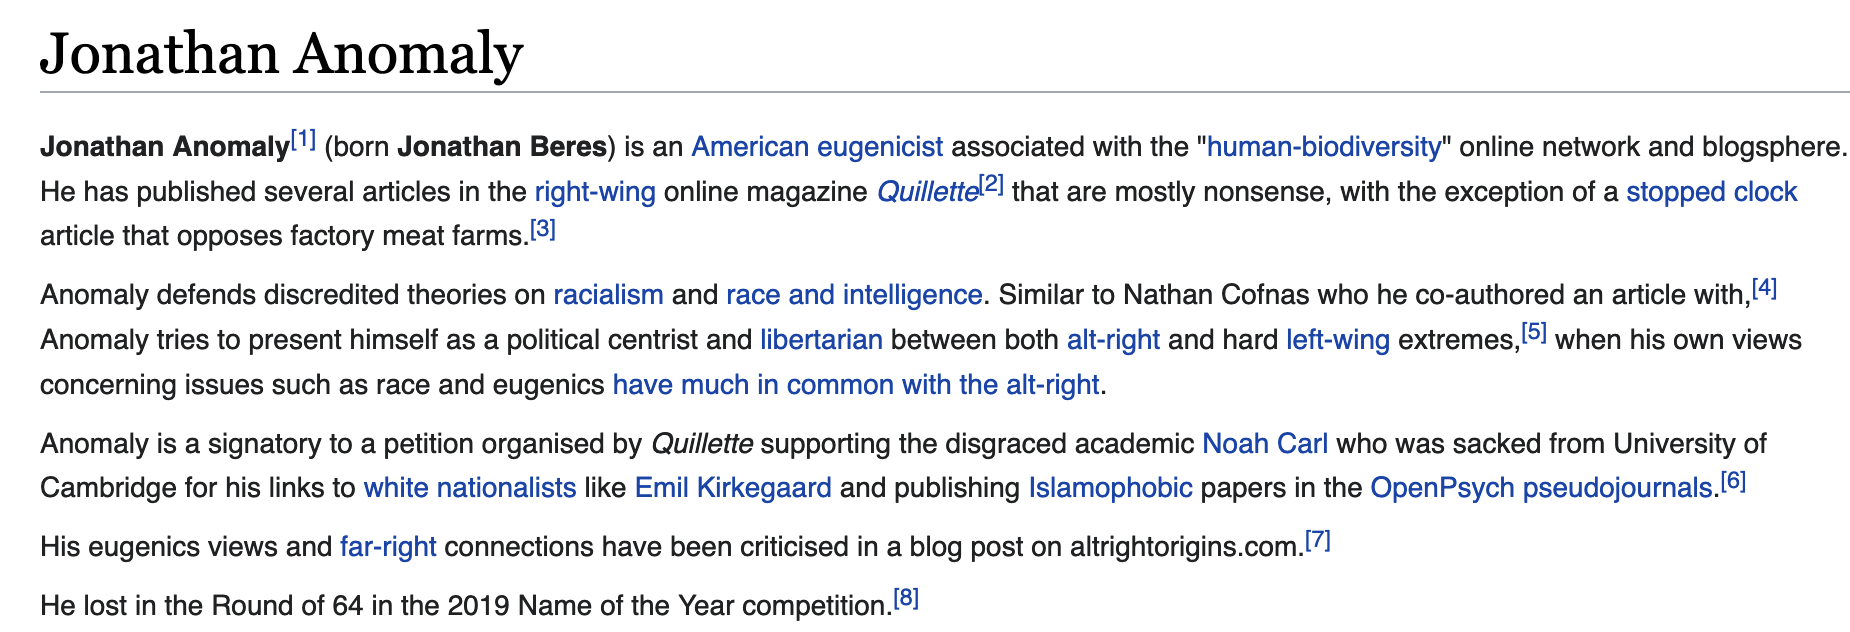 Jonathan Anomaly
Jonathan Anomaly[1] (born Jonathan Beres) is an American eugenicist associated with the "human-biodiversity" online network and blogsphere.
He has published several articles in the right-wing online magazine Quillette[2] that are mostly nonsense, with the exception of a stopped clock
article that opposes factory meat farms.[3]
Anomaly defends discredited theories on racialism and race and intelligence. Similar to Nathan Cofnas who he co-authored an article with,[4]
Anomaly tries to present himself as a political centrist and libertarian between both alt-right and hard left-wing extremes,[5] when his own views
concerning issues such as race and eugenics have much in common with the alt-right.
Anomaly is a signatory to a petition organised by Quillette supporting the disgraced academic Noah Carl who was sacked from University of
Cambridge for his links to white nationalists like Emil Kirkegaard and publishing Islamophobic papers in the OpenPsych pseudojournals.[6]
His eugenics views and far-right connections have been criticised in a blog post on altrightorigins.com.[7]
He lost in the Round of 64 in the 2019 Name of the Year competition.[8]